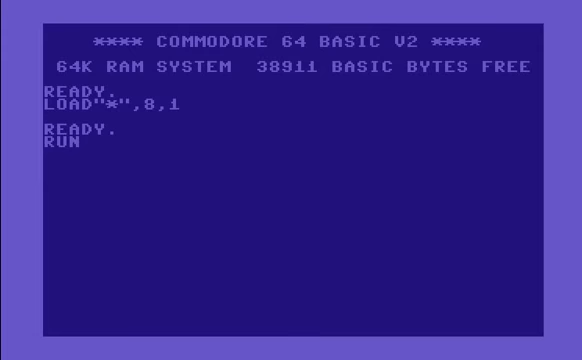 **** COMMODORE 64 BASIC V2 ****
64K RAM SYSTEM  38911 BASIC BYTES FREE
READY.
LOAD"*",8,1
READY.
RUN